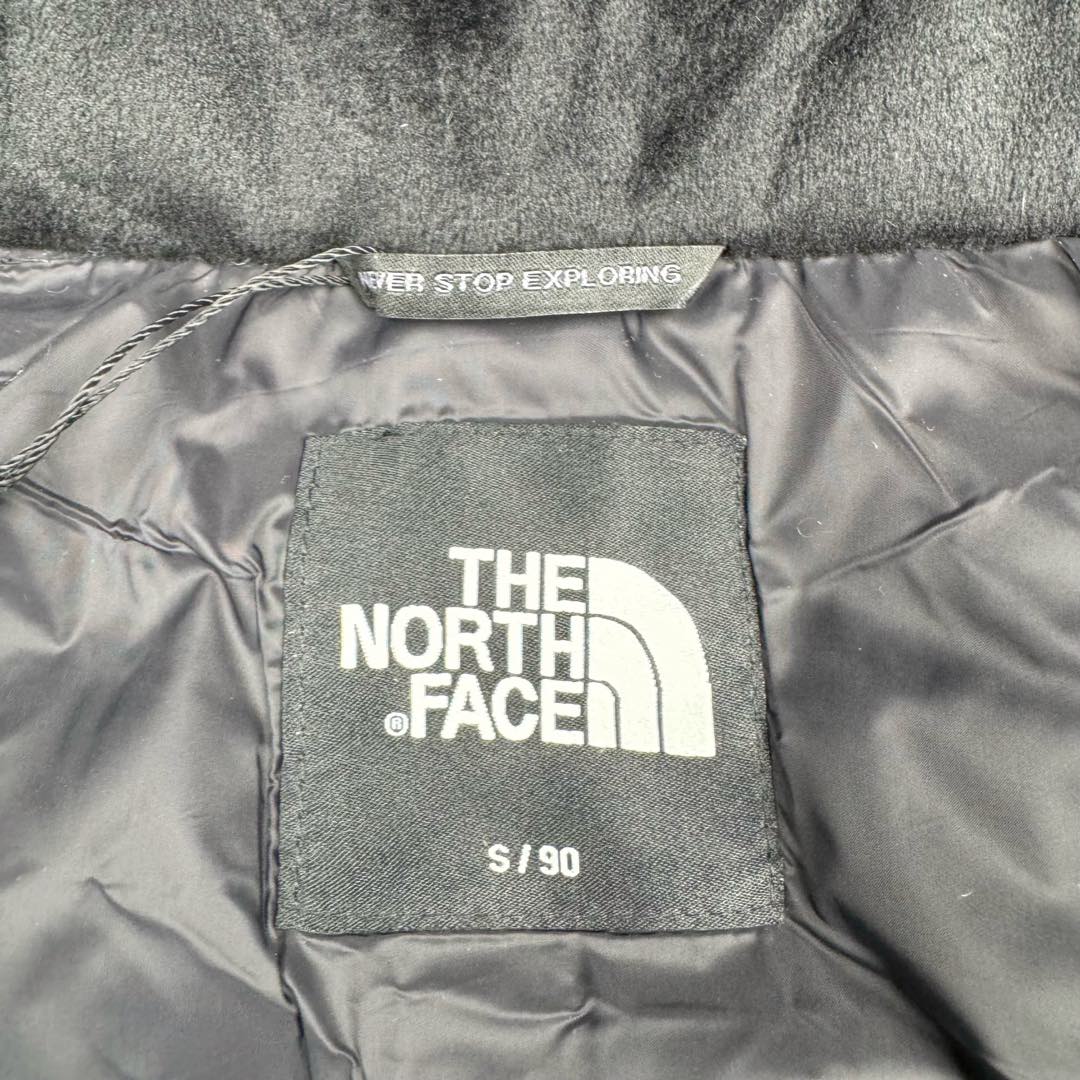 NEVER STOP EXPLORING
THE
NORTH
®FACE
S / 90